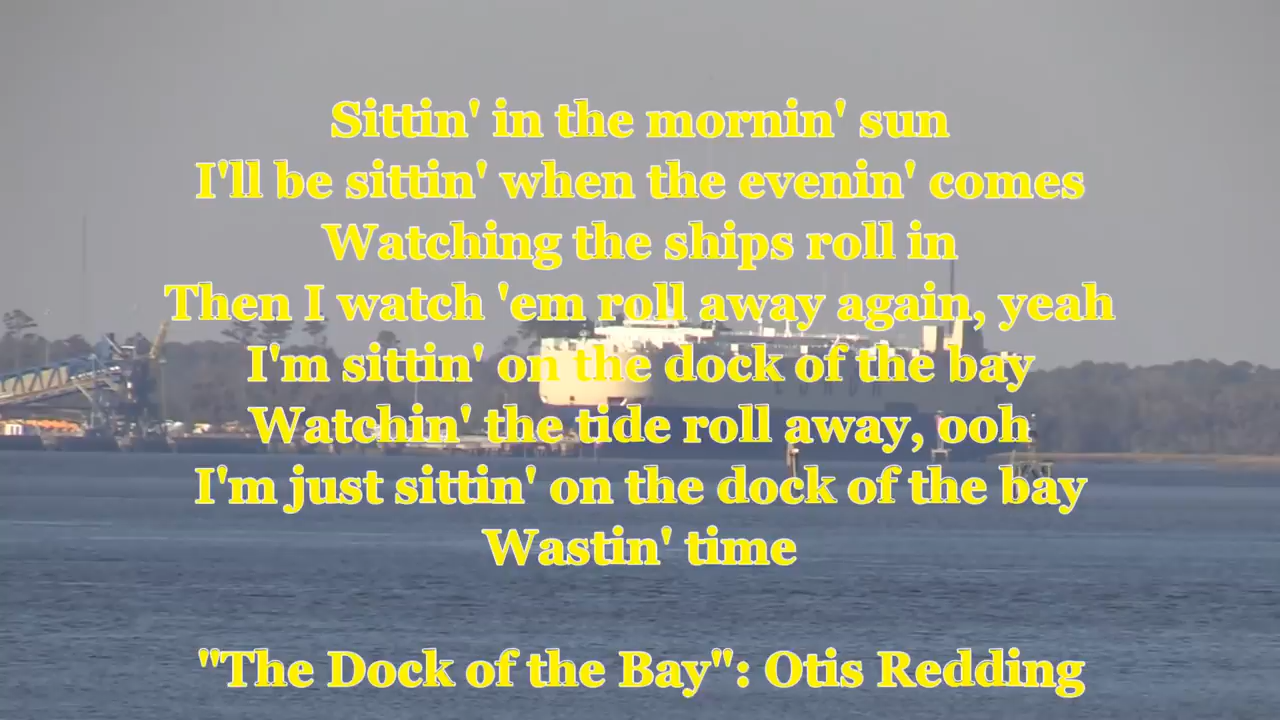 Sittin' in the mornin' sun
I'll be sittin' when the evenin' comes
Watching the ships roll in
Then I watch 'em roll away again, yeah
I'm sittin' on the dock of the bay
Watchin' the tide roll away, ooh
I'm just sittin' on the dock of the bay
Wastin' time
"The Dock of the Bay": Otis Redding